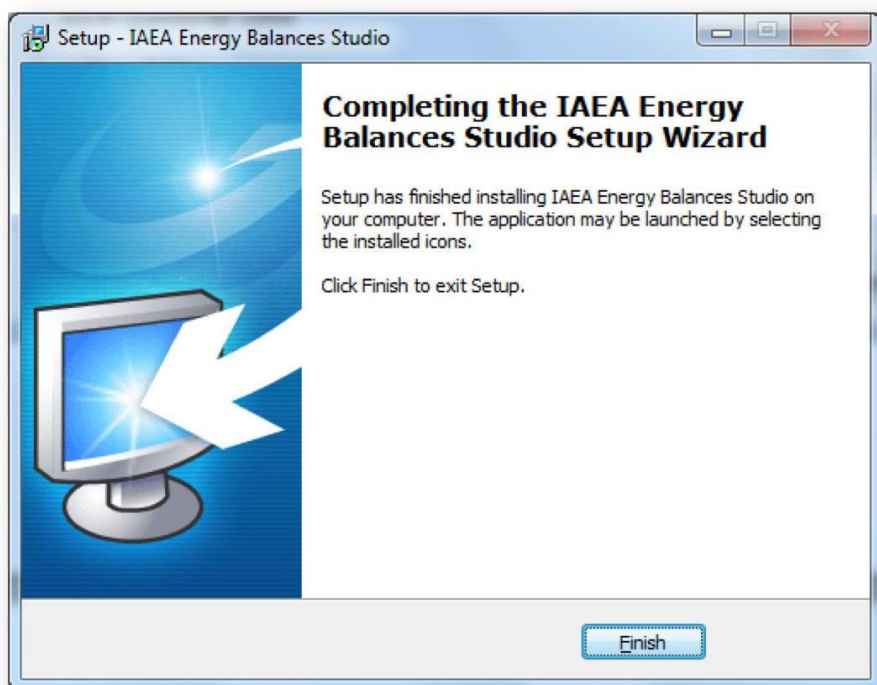 Setup - IAEA Energy Balances Studio
Completing the IAEA Energy
Balances Studio Setup Wizard
Setup has finished installing IAEA Energy Balances Studio on
your computer. The application may be launched by selecting
the installed icons.
Click Finish to exit Setup.
Finish